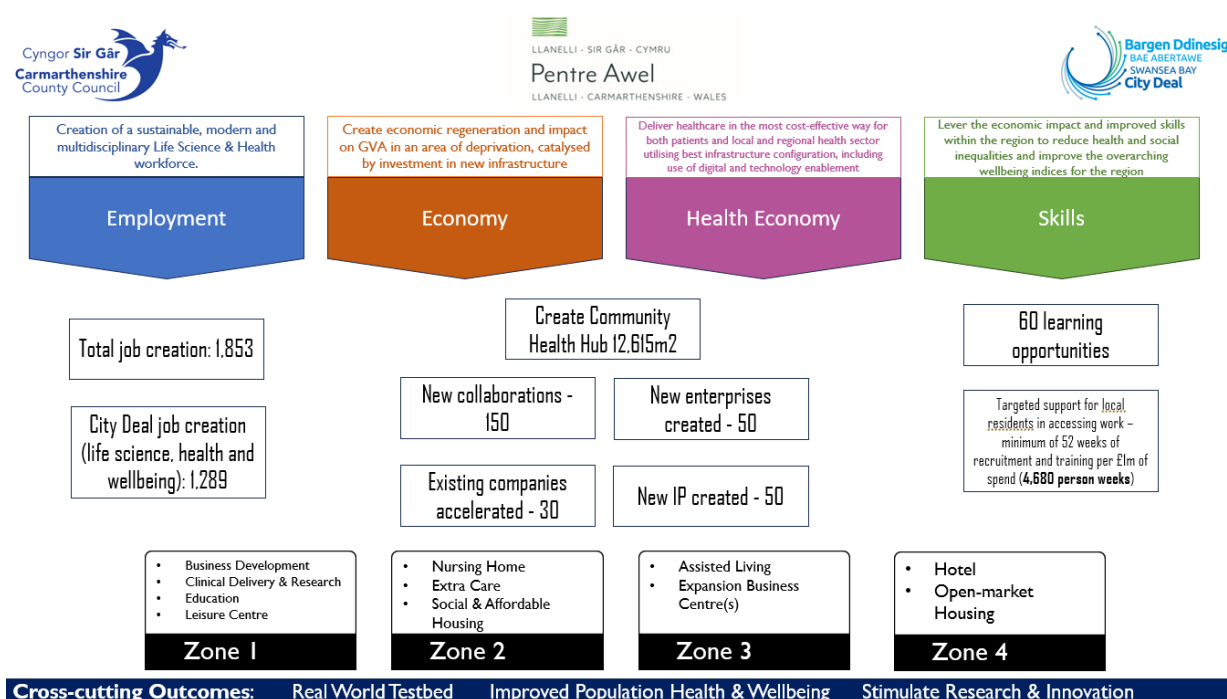 Cyngor Sir Gâr
Carmarthenshire
County Council
LLANELLI - SIR GÂR - CYMRU
Pentre Awel
LLANELLI - CARMARTHENSHIRE - WALES
Bargen Ddinesig
BAE ABERTAWE
SWANSEA BAY
City Deal
Creation of a sustainable, modern and
multidisciplinary Life Science & Health
workforce.
Employment
Create economic regeneration and impact
on GVA in an area of deprivation, catalysed
by investment in new infrastructure
Economy
Deliver healthcare in the most cost-effective way for
both patients and local and regional health sector
utilising best infrastructure configuration, including
use of digital and technology enablement
Health Economy
Lever the economic impact and improved skills
within the region to reduce health and social
inequalities and improve the overarching
wellbeing indices for the region
Skills
Total job creation: 1,853
City Deal job creation
(life science, health and
wellbeing): 1,289
Create Community
Health Hub 12,615m2
New collaborations -
150
New enterprises
created - 50
Existing companies
accelerated - 30
New IP created - 50
60 learning
opportunities
Targeted support for local
residents in accessing work –
minimum of 52 weeks of
recruitment and training per £1m of
spend (4,680 person weeks)
• Business Development
• Clinical Delivery & Research
• Education
• Leisure Centre
Zone 1
• Nursing Home
• Extra Care
• Social & Affordable
Housing
Zone 2
• Assisted Living
• Expansion Business
Centre(s)
Zone 3
• Hotel
• Open-market
Housing
Zone 4
Cross-cutting Outcomes: Real World Testbed Improved Population Health & Wellbeing Stimulate Research & Innovation